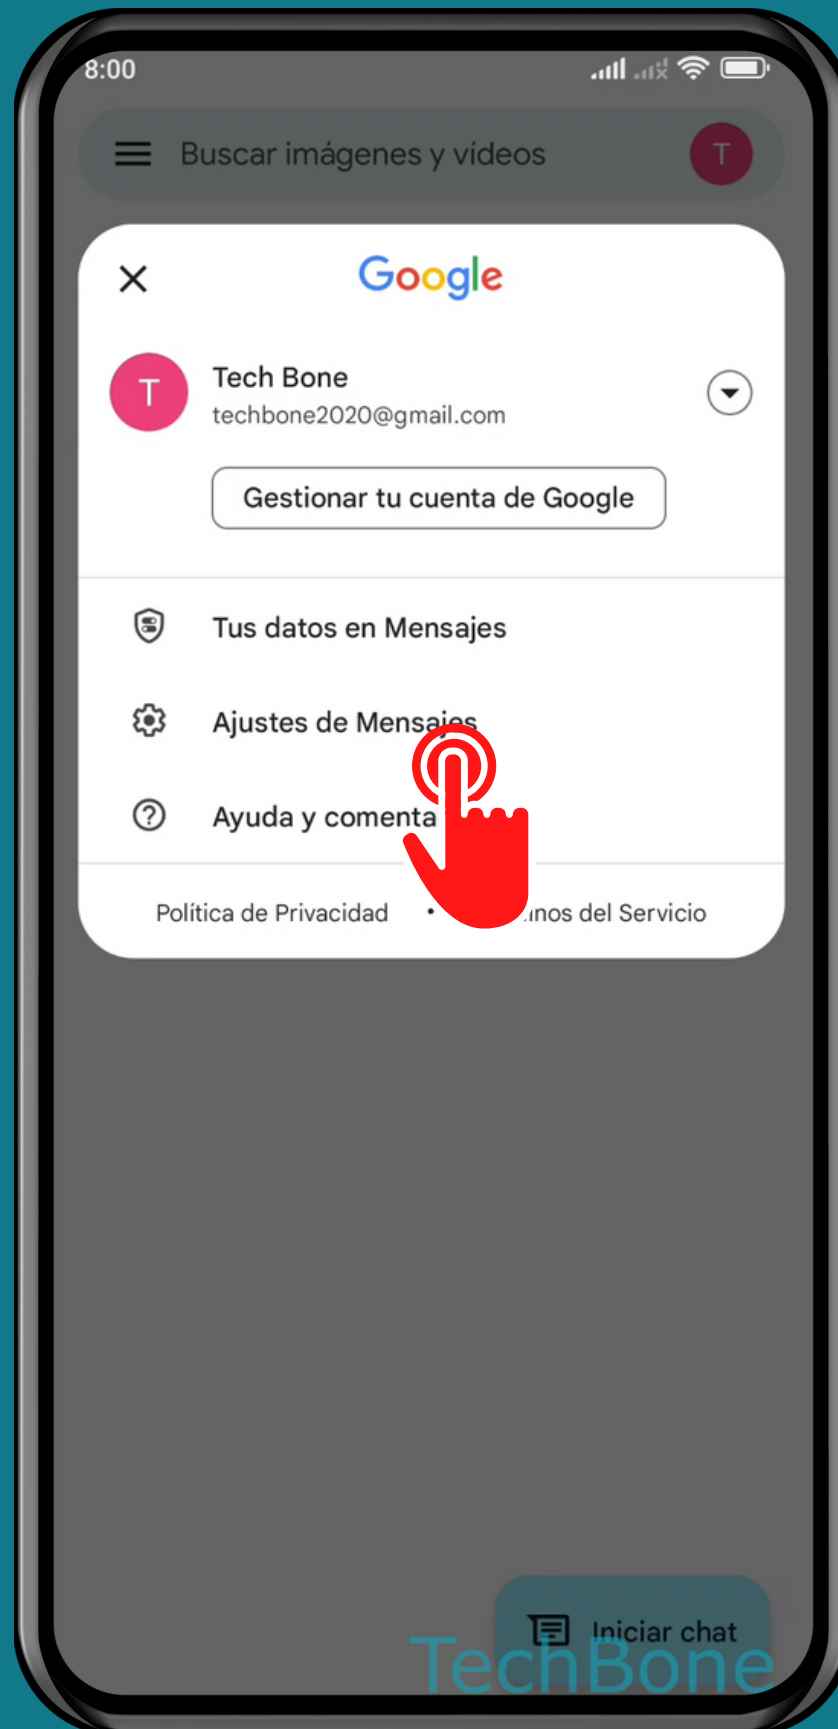 8:00
Buscar imágenes y vídeos
T
Google
T
Tech Bone
techbone2020@gmail.com
Gestionar tu cuenta de Google
Tus datos en Mensajes
Ajustes de Mensajes
Ayuda y comenta
Política de Privacidad • inos del Servicio
Iniciar chat
TechBone